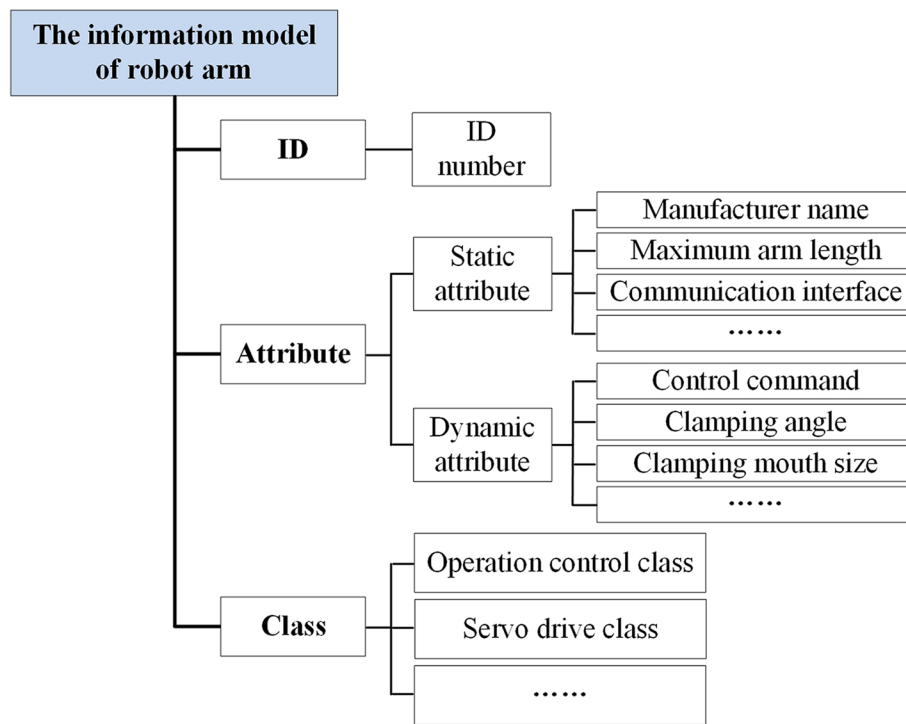 The information model
of robot arm
ID
ID
number
Attribute
Static
attribute
Manufacturer name
Maximum arm length
Communication interface
……
Dynamic
attribute
Control command
Clamping angle
Clamping mouth size
……
Class
Operation control class
Servo drive class
……